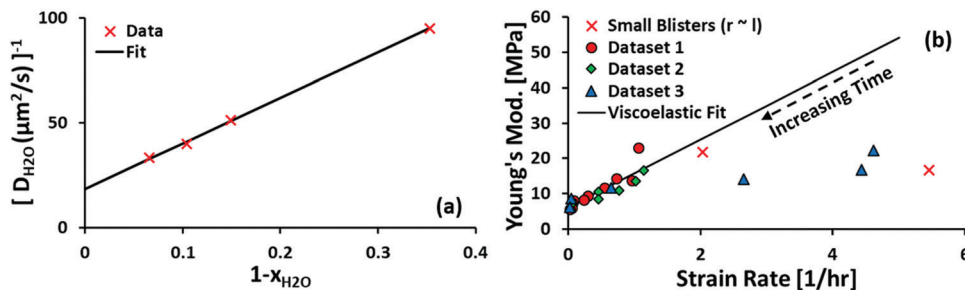 100
50
0
[ D_H2O (μm²/s) ]⁻¹
Data
Fit
(a)
0
0.1
0.2
0.3
0.4
1-x_H2O
60
50
40
30
20
10
0
Young's Mod. [MPa]
Small Blisters (r ~ l)
Dataset 1
Dataset 2
Dataset 3
Viscoelastic Fit
(b)
Increasing Time
0
2
4
6
Strain Rate [1/hr]